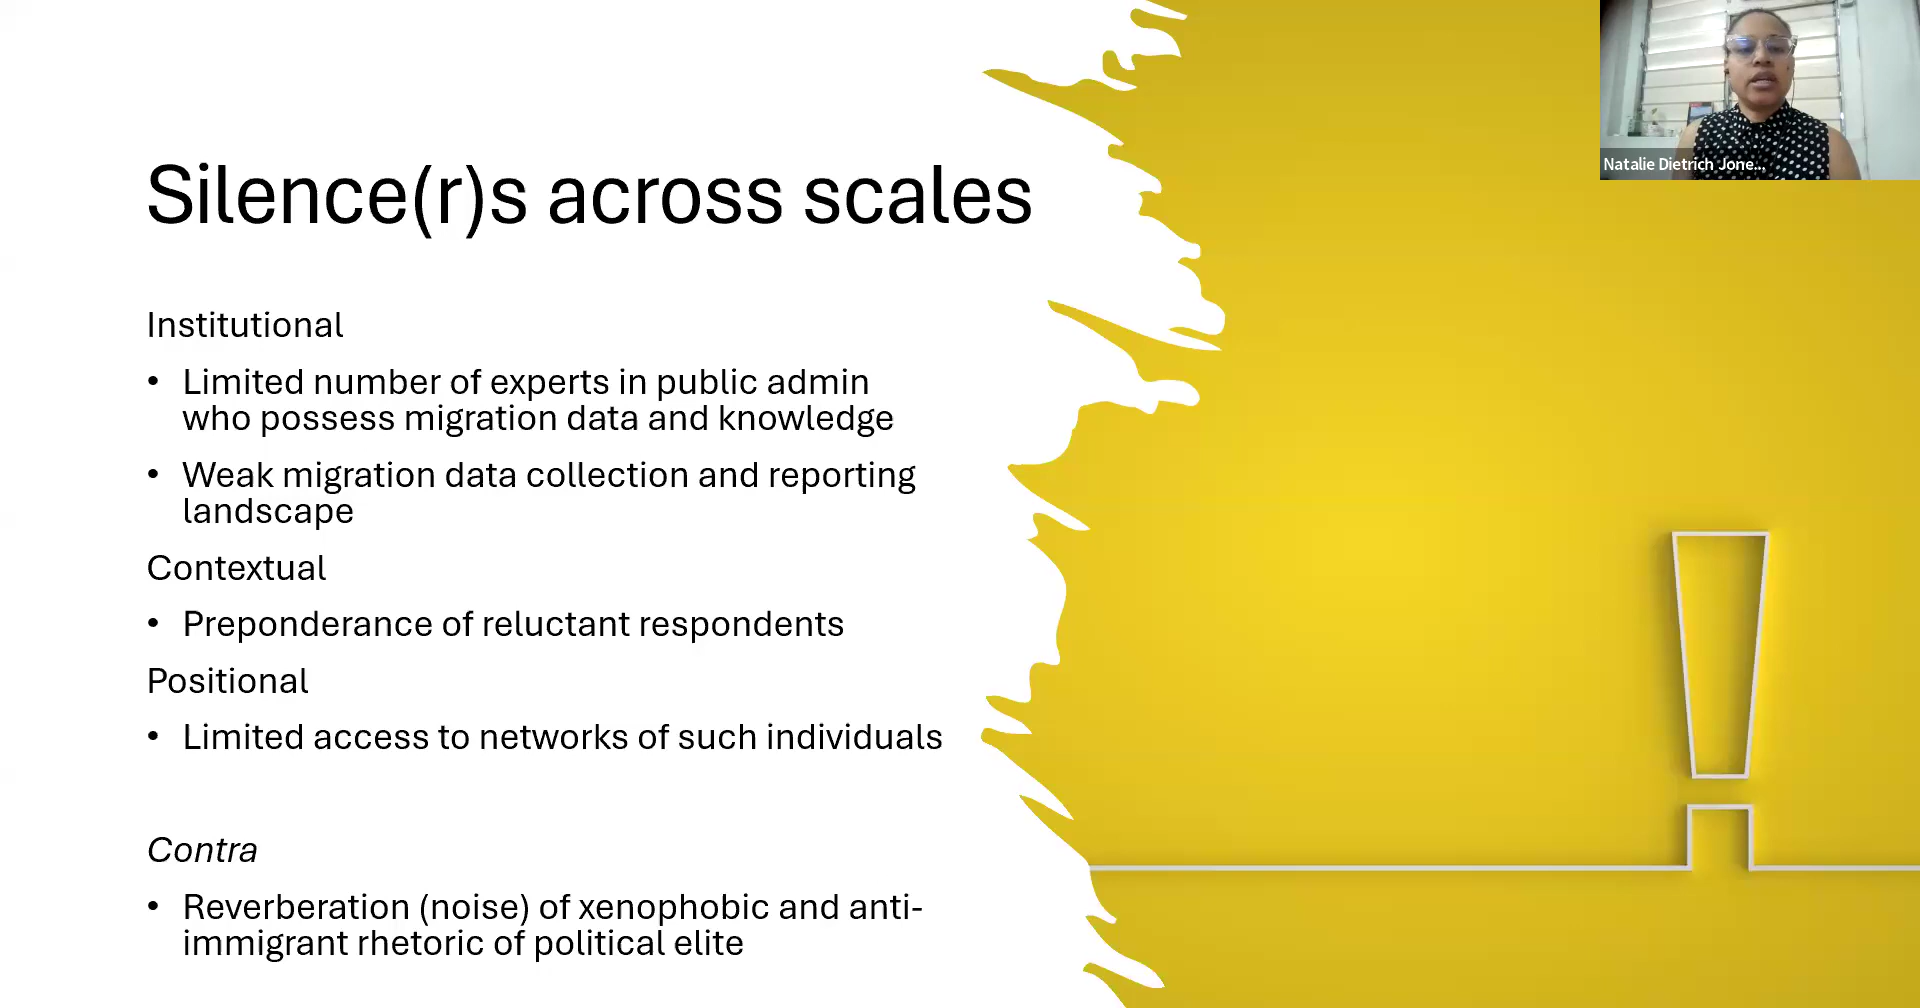 Silence(r)s across scales
Institutional
• Limited number of experts in public admin
who possess migration data and knowledge
• Weak migration data collection and reporting
landscape
Contextual
• Preponderance of reluctant respondents
Positional
• Limited access to networks of such individuals
Contra
• Reverberation (noise) of xenophobic and anti-
immigrant rhetoric of political elite
Natalie Dietrich Jone...